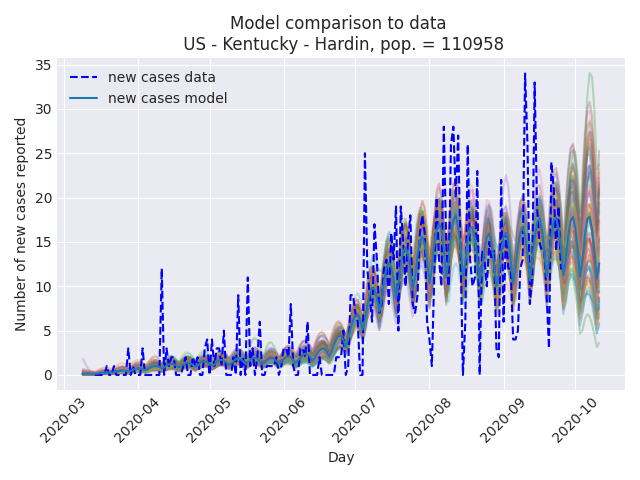 Model comparison to data
US - Kentucky - Hardin, pop. = 110958
new cases data
new cases model
Number of new cases reported
35
30
25
20
15
10
5
0
2020-03
2020-04
2020-05
2020-06
2020-07
2020-08
2020-09
2020-10
Day